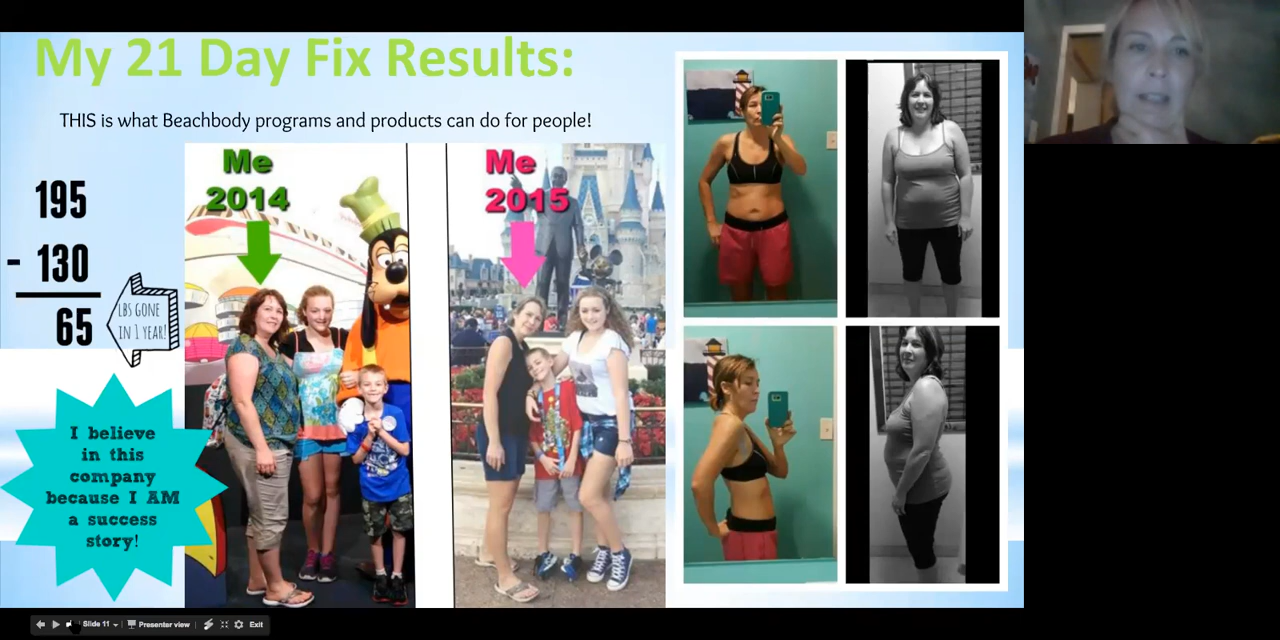 My 21 Day Fix Results:
THIS is what Beachbody programs and products can do for people!
195
- 130
65
LBS GONE
IN 1 YEAR!
I believe
in this
company
because I AM
a success
story!
Me
2014
Me
2015
Slide 11
Presenter view
Exit